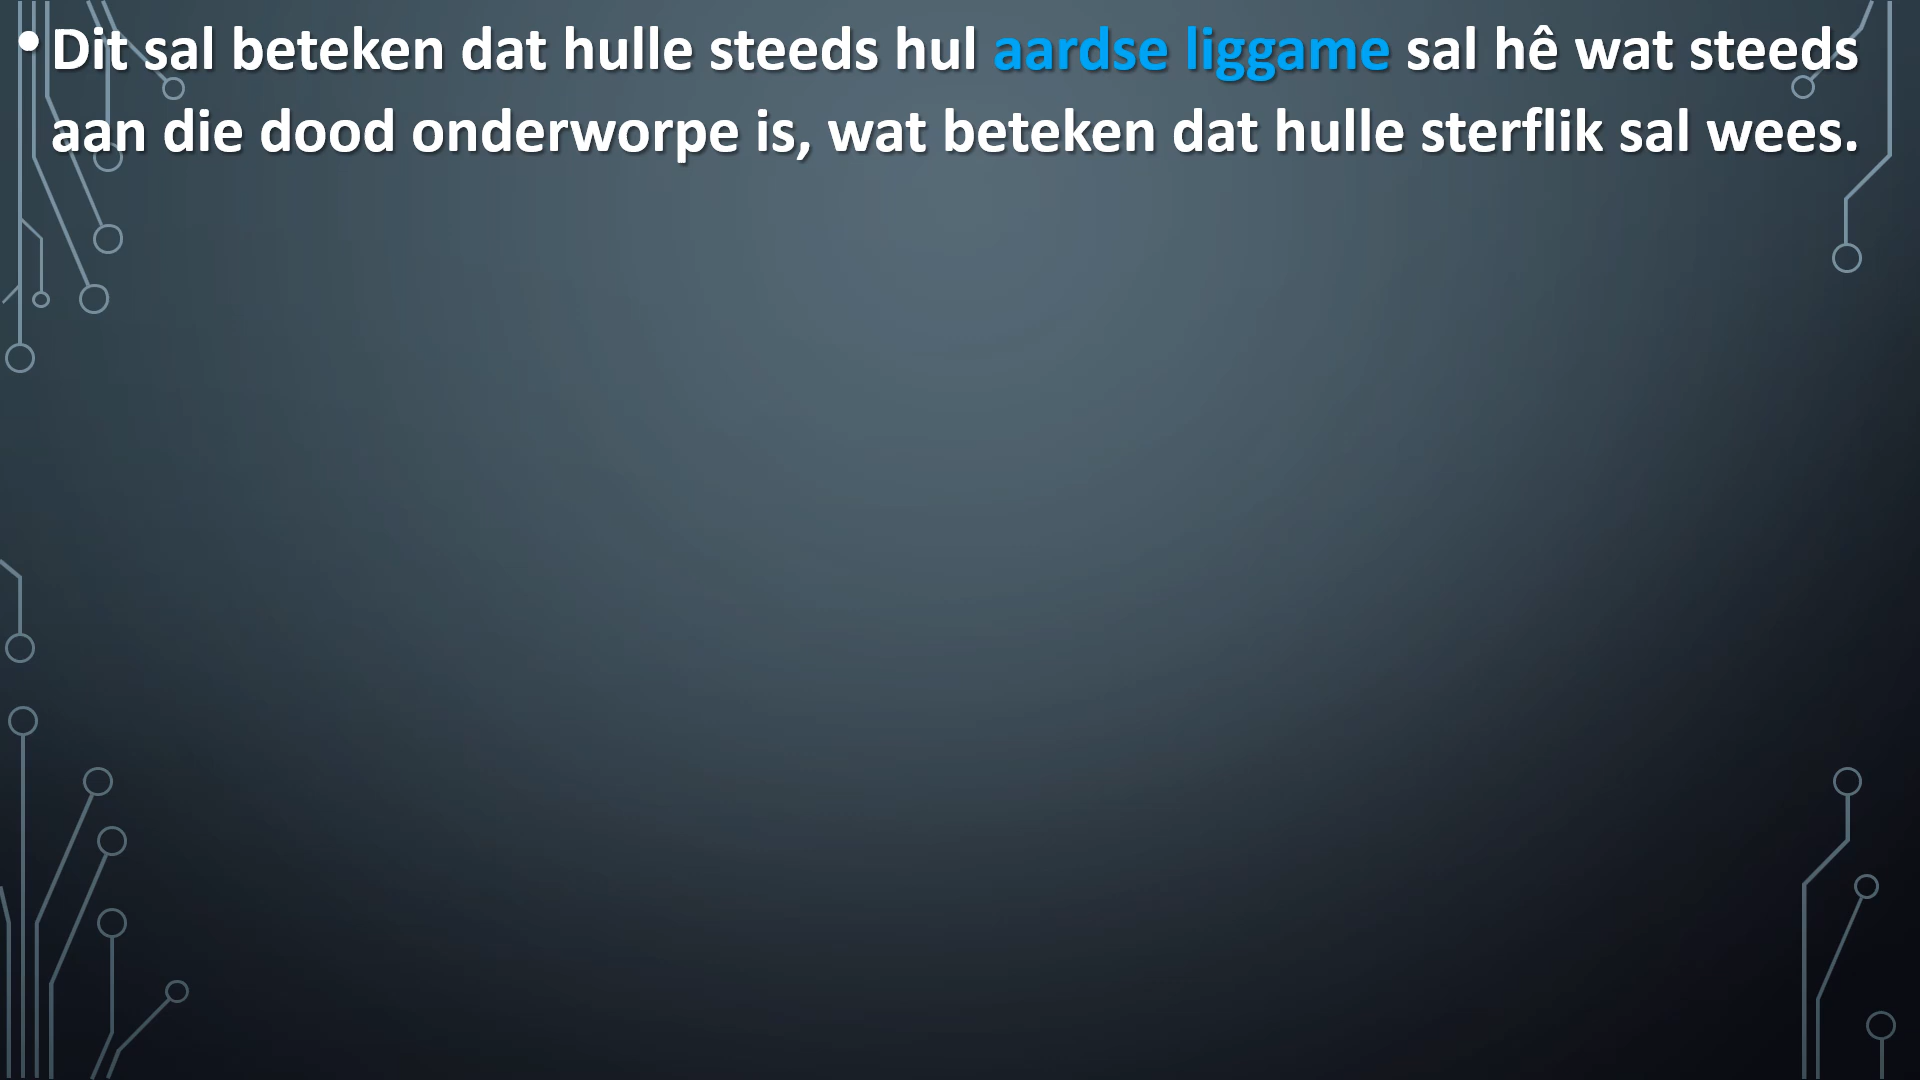 • Dit sal beteken dat hulle steeds hul aardse liggame sal hê wat steeds
aan die dood onderworpe is, wat beteken dat hulle sterflik sal wees.